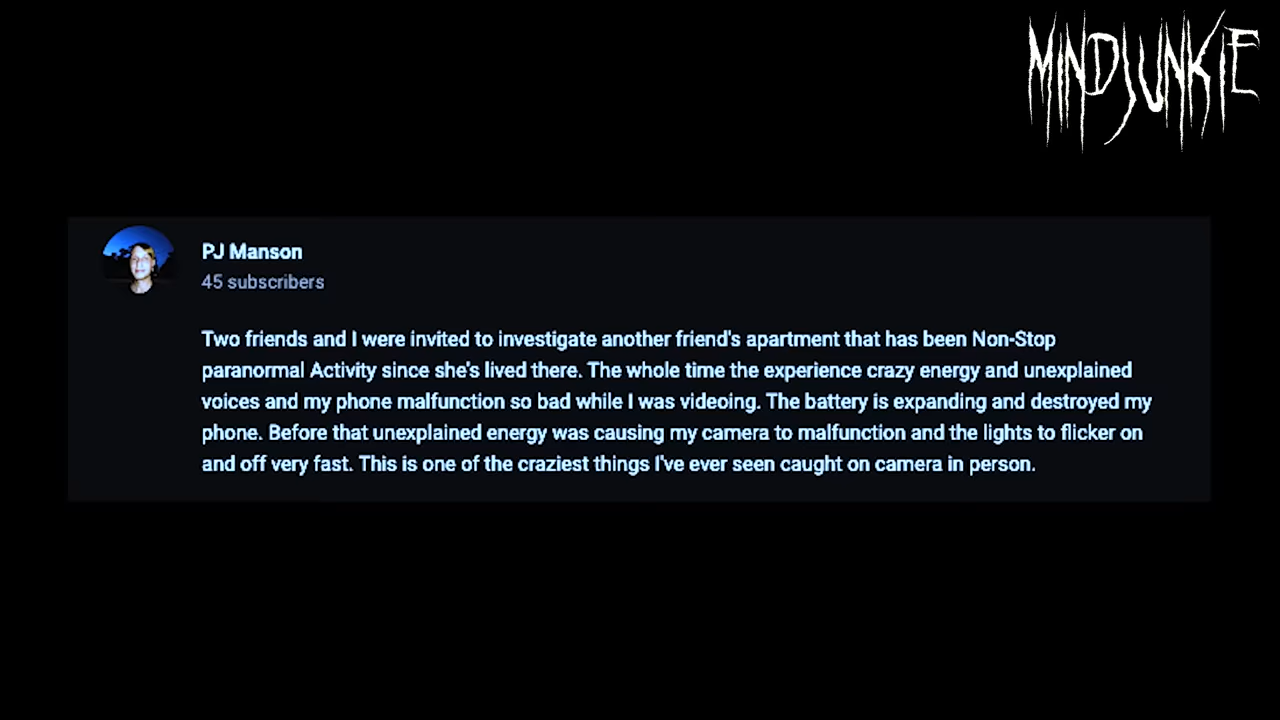 MINDJUNKIE
PJ Manson
45 subscribers
Two friends and I were invited to investigate another friend's apartment that has been Non-Stop
paranormal Activity since she's lived there. The whole time the experience crazy energy and unexplained
voices and my phone malfunction so bad while I was videoing. The battery is expanding and destroyed my
phone. Before that unexplained energy was causing my camera to malfunction and the lights to flicker on
and off very fast. This is one of the craziest things I've ever seen caught on camera in person.